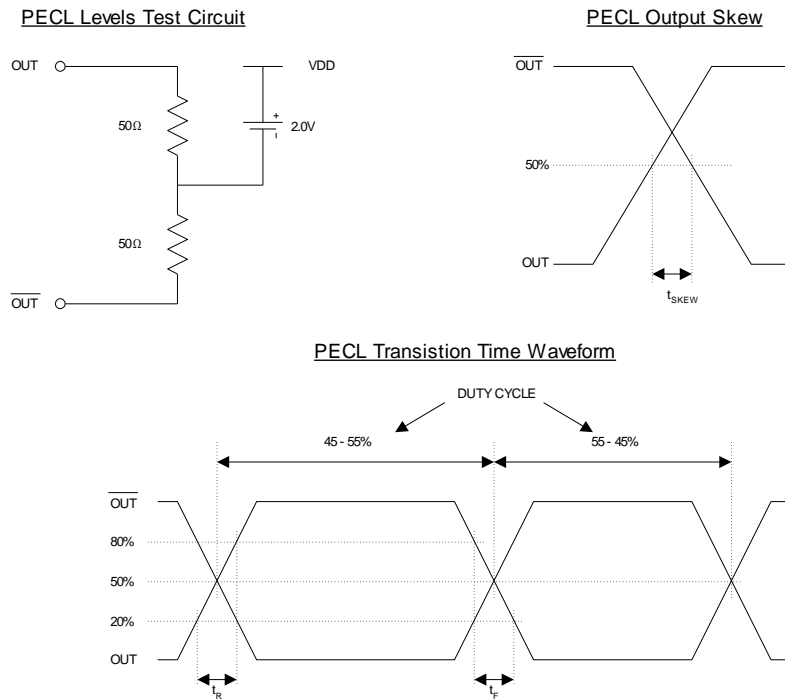 PECL Levels Test Circuit
OUT
VDD
50Ω
+
2.0V
-
50Ω
OUT
PECL Output Skew
OUT
50%
OUT
tSKEW
PECL Transistion Time Waveform
DUTY CYCLE
45 - 55%
55 - 45%
OUT
80%
50%
20%
OUT
tR
tF